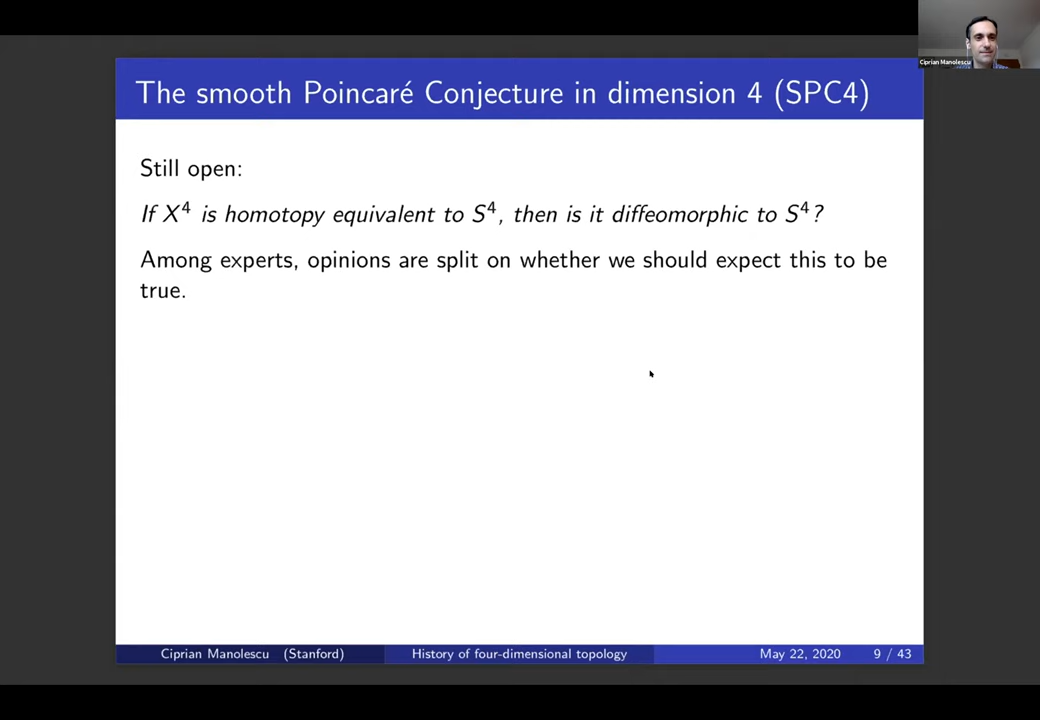 Ciprian Manolescu
The smooth Poincaré Conjecture in dimension 4 (SPC4)
Still open:
If X⁴ is homotopy equivalent to S⁴, then is it diffeomorphic to S⁴?
Among experts, opinions are split on whether we should expect this to be
true.
Ciprian Manolescu (Stanford) History of four-dimensional topology May 22, 2020 9 / 43